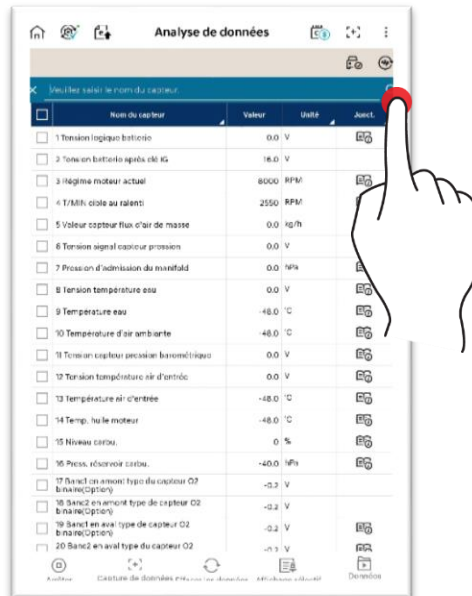 Analyse de données
Veuillez saisir le nom du capteur.
Nom du capteur Valeur Unité Juact.
1 Tension logique batterie 0.0 V
2 Tension batterie après clé IG 16.0 V
3 Régime moteur actuel 8000 RPM
4 T/MIN cible au ralenti 2550 RPM
5 Valeur capteur flux d'air de masse 0.0 kg/h
6 Tension signal capteur pression 0.0 V
7 Pression d'admission du manifold 0.0 hPa
8 Tension température eau 0.0 V
9 Température eau -48.0 °C
10 Température d'air ambiante -48.0 °C
11 Tension capteur pression barométrique 0.0 V
12 Tension température air d'entrée 0.0 V
13 Température air d'entrée -48.0 °C
14 Temp. huile moteur -48.0 °C
15 Niveau carbu. 0 %
16 Press. réservoir carbu. -40.0 hPa
17 Banc1 en amont type du capteur O2
binaire(Option) -0.2 V
18 Banc2 en amont type de capteur O2
binaire(Option) -0.2 V
19 Banc1 en aval type de capteur O2
binaire(Option) -0.2 V
20 Banc2 en aval type du capteur O2 -0.2 V
Capture de données Données